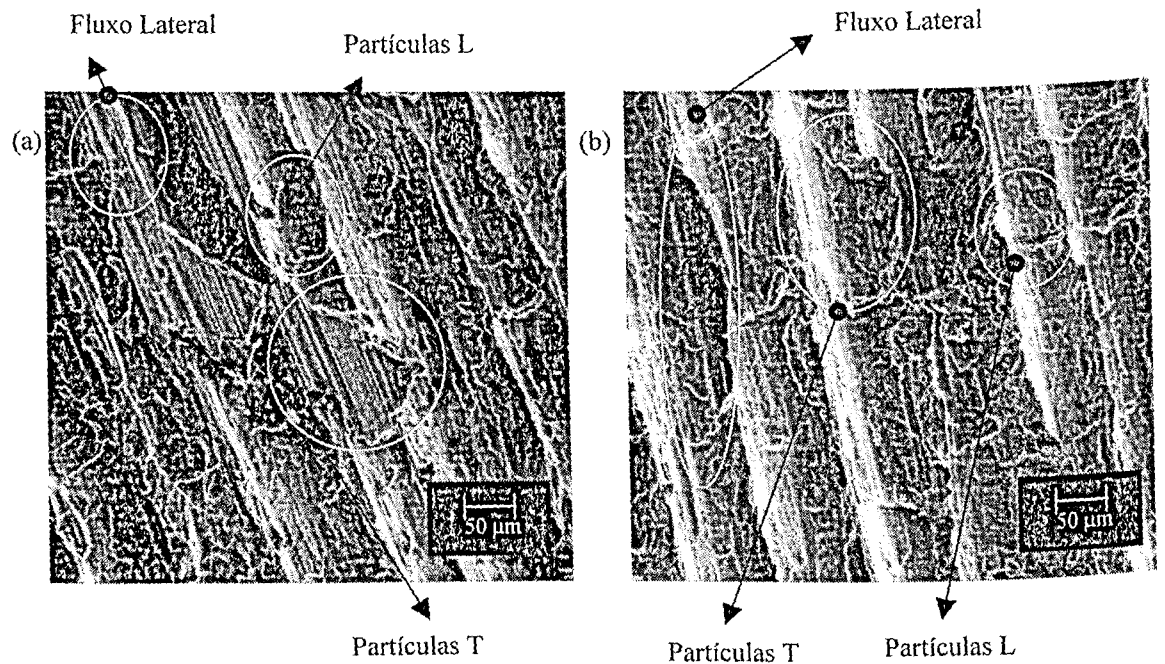 Fluxo Lateral
Partículas L
Fluxo Lateral
(a)
(b)
50 µm
50 µm
Partículas T
Partículas T
Partículas L